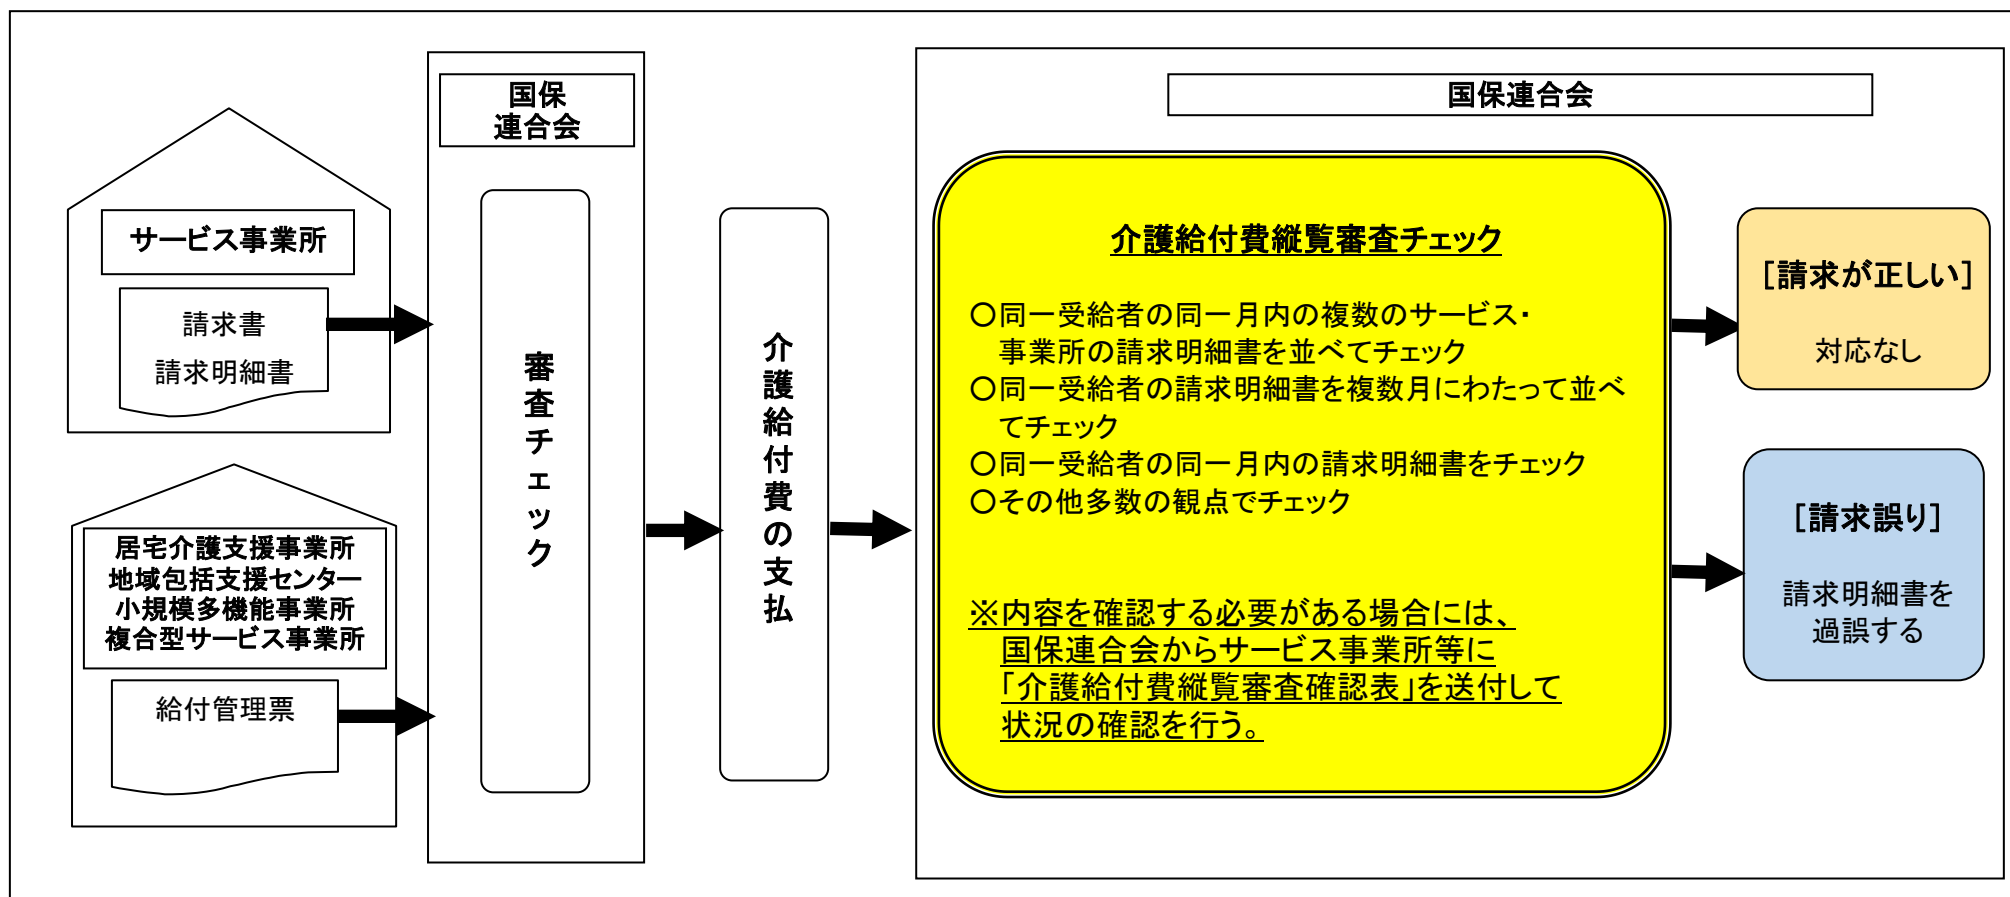 サービス事業所
請求書
請求明細書
居宅介護支援事業所
地域包括支援センター
小規模多機能事業所
複合型サービス事業所
給付管理票
国保
連合会
審査チェック
介護給付費の支払
国保連合会
介護給付費縦覧審査チェック
○同一受給者の同一月内の複数のサービス・
事業所の請求明細書を並べてチェック
○同一受給者の請求明細書を複数月にわたって並べ
てチェック
○同一受給者の同一月内の請求明細書をチェック
○その他多数の観点でチェック
※内容を確認する必要がある場合には、
国保連合会からサービス事業所等に
「介護給付費縦覧審査確認表」を送付して
状況の確認を行う。
[請求が正しい]
対応なし
[請求誤り]
請求明細書を
過誤する